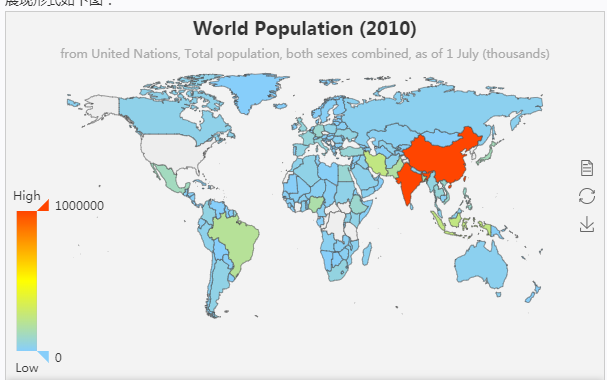 展现形式如下图：
World Population (2010)
from United Nations, Total population, both sexes combined, as of 1 July (thousands)
High
1000000
0
Low